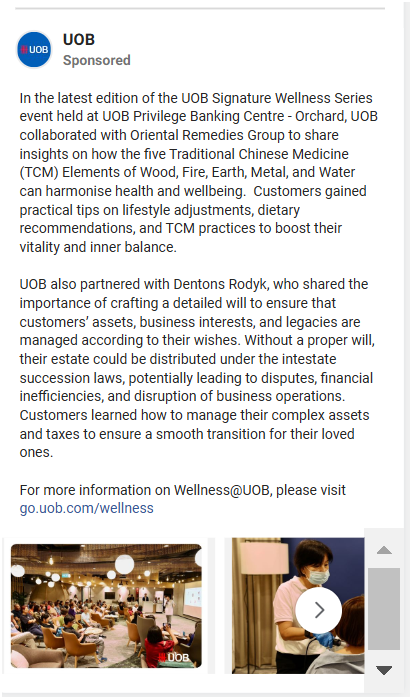 UOB
Sponsored
UOB
In the latest edition of the UOB Signature Wellness Series
event held at UOB Privilege Banking Centre - Orchard, UOB
collaborated with Oriental Remedies Group to share
insights on how the five Traditional Chinese Medicine
(TCM) Elements of Wood, Fire, Earth, Metal, and Water
can harmonise health and wellbeing.  Customers gained
practical tips on lifestyle adjustments, dietary
recommendations, and TCM practices to boost their
vitality and inner balance.
UOB also partnered with Dentons Rodyk, who shared the
importance of crafting a detailed will to ensure that
customers’ assets, business interests, and legacies are
managed according to their wishes. Without a proper will,
their estate could be distributed under the intestate
succession laws, potentially leading to disputes, financial
inefficiencies, and disruption of business operations.
Customers learned how to manage their complex assets
and taxes to ensure a smooth transition for their loved
ones.
For more information on Wellness@UOB, please visit
go.uob.com/wellness
UOB